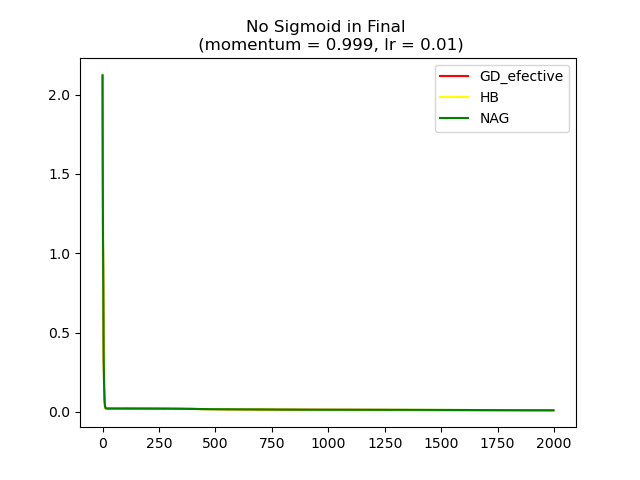 No Sigmoid in Final
(momentum = 0.999, lr = 0.01)
GD_efective
HB
NAG
2.0
1.5
1.0
0.5
0.0
0 250 500 750 1000 1250 1500 1750 2000